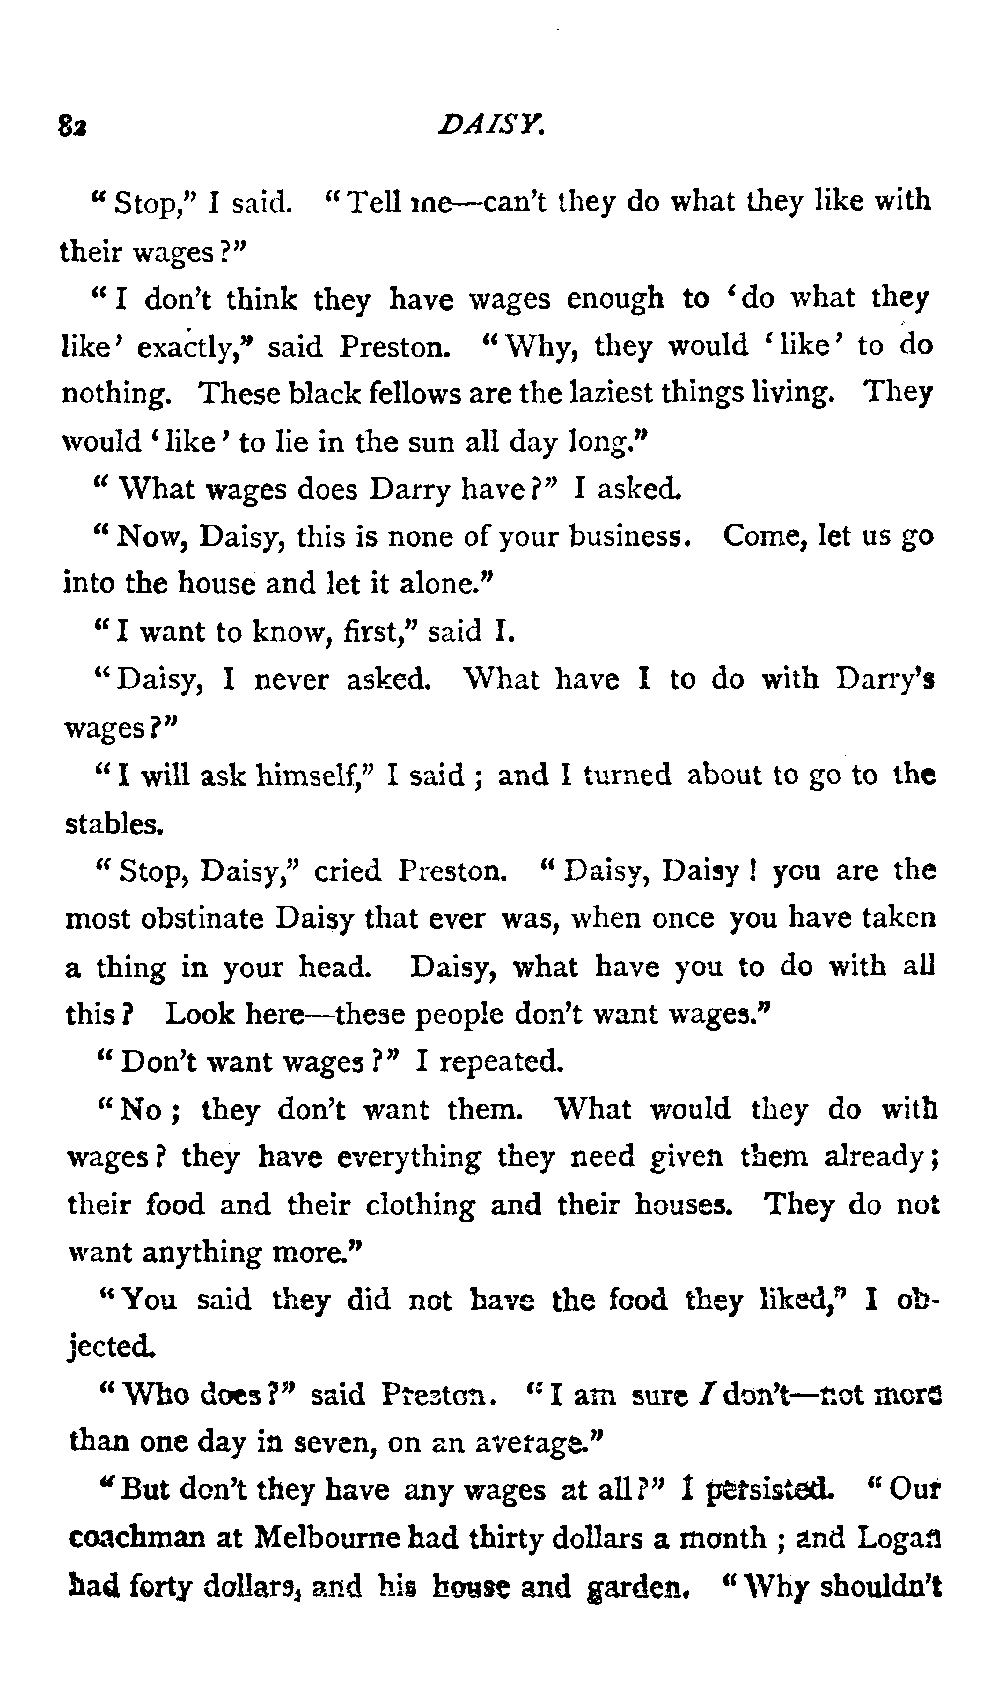 82 DAISY.
“Stop,” I said. “Tell me—can’t they do what they like with
their wages?”
“I don’t think they have wages enough to ‘do what they
like’ exactly,” said Preston. “Why, they would ‘like’ to do
nothing. These black fellows are the laziest things living. They
would ‘like’ to lie in the sun all day long.”
“What wages does Darry have?” I asked.
“Now, Daisy, this is none of your business. Come, let us go
into the house and let it alone.”
“I want to know, first,” said I.
“Daisy, I never asked. What have I to do with Darry’s
wages?”
“I will ask himself,” I said; and I turned about to go to the
stables.
“Stop, Daisy,” cried Preston. “Daisy, Daisy! you are the
most obstinate Daisy that ever was, when once you have taken
a thing in your head. Daisy, what have you to do with all
this? Look here—these people don’t want wages.”
“Don’t want wages?” I repeated.
“No; they don’t want them. What would they do with
wages? they have everything they need given them already;
their food and their clothing and their houses. They do not
want anything more.”
“You said they did not have the food they liked,” I ob-
jected.
“Who does?” said Preston. “I am sure I don’t—not more
than one day in seven, on an average.”
“But don’t they have any wages at all?” I persisted. “Our
coachman at Melbourne had thirty dollars a month; and Logan
had forty dollars, and his house and garden. “Why shouldn’t